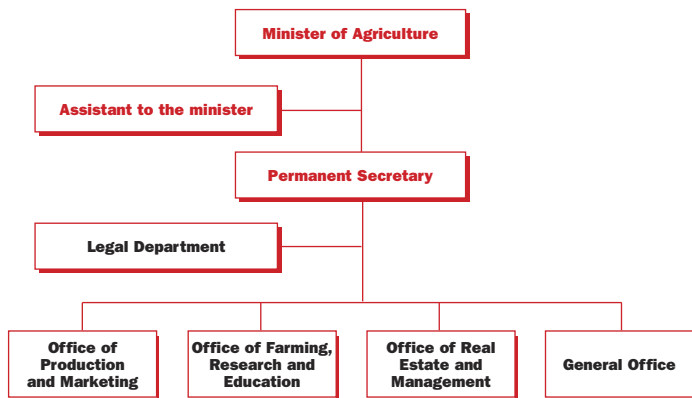 Minister of Agriculture
Assistant to the minister
Permanent Secretary
Legal Department
Office of
Production
and Marketing
Office of Farming,
Research and
Education
Office of Real
Estate and
Management
General Office